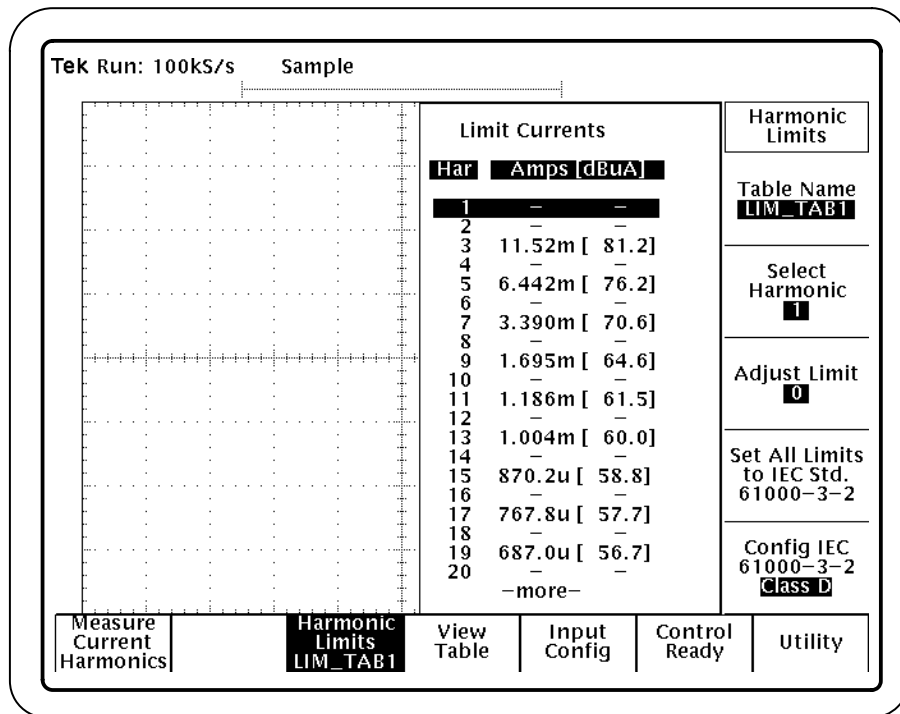 Tek Run: 100kS/s Sample
Limit Currents
Har Amps [dBuA]
1 – –
2 – –
3 11.52m [ 81.2]
4 – –
5 6.442m [ 76.2]
6 – –
7 3.390m [ 70.6]
8 – –
9 1.695m [ 64.6]
10 – –
11 1.186m [ 61.5]
12 – –
13 1.004m [ 60.0]
14 – –
15 870.2u [ 58.8]
16 – –
17 767.8u [ 57.7]
18 – –
19 687.0u [ 56.7]
20 – –
–more–
Harmonic
Limits
Table Name
LIM_TAB1
Select
Harmonic
1
Adjust Limit
0
Set All Limits
to IEC Std.
61000–3–2
Config IEC
61000–3–2
Class D
Measure
Current
Harmonics
Harmonic
Limits
LIM_TAB1
View
Table
Input
Config
Control
Ready
Utility